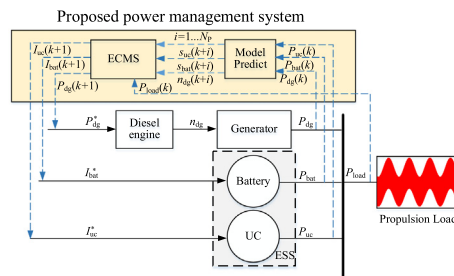 Proposed power management system
I_uc(k+1)
I_bat(k+1)
P_dg(k+1)
ECMS
i=1...N_P
s_uc(k+i)
s_bat(k+i)
n_dg(k+i)
Model
Predict
P_uc(k)
P_bat(k)
P_dg(k)
P_load(k)
P*_dg
Diesel
engine
n_dg
Generator
P_dg
I*_bat
Battery
P_bat
P_load
I*_uc
UC
P_uc
ESS
Propulsion Load